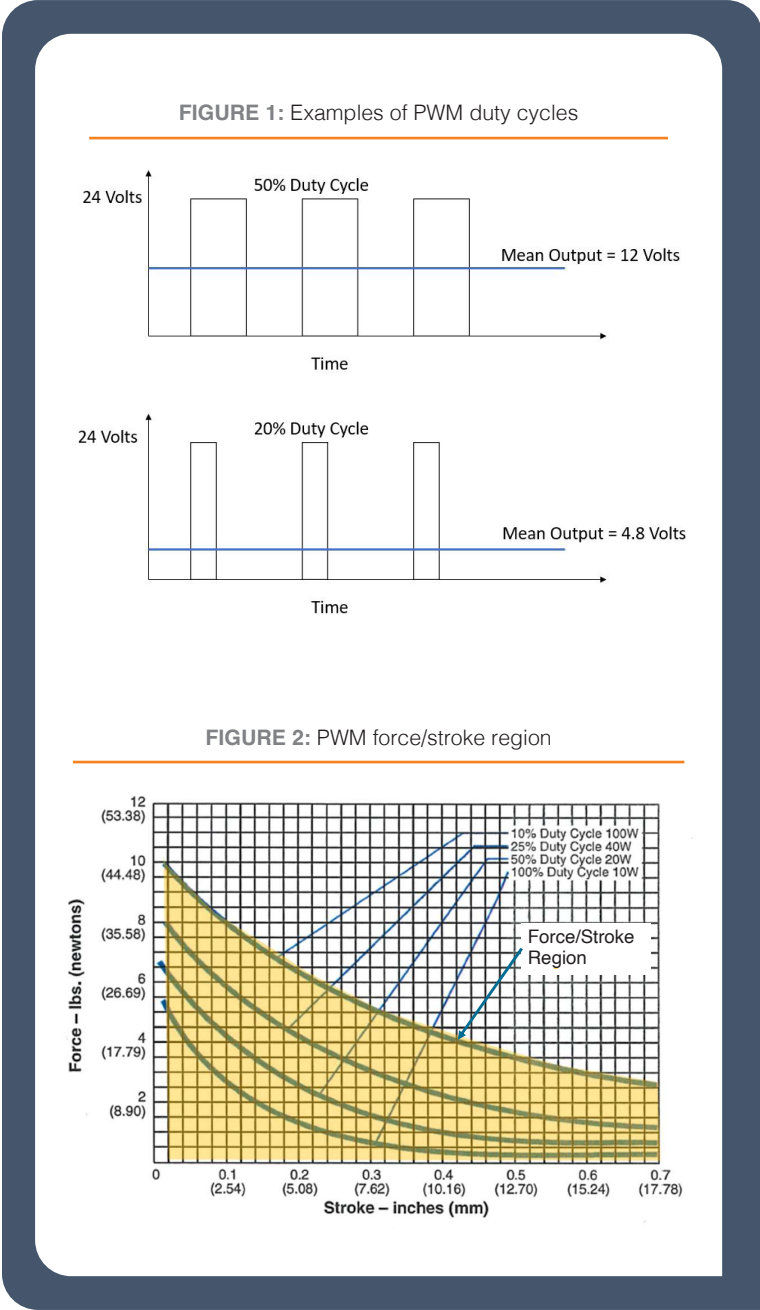 FIGURE 1: Examples of PWM duty cycles
24 Volts
50% Duty Cycle
Mean Output = 12 Volts
Time
24 Volts
20% Duty Cycle
Mean Output = 4.8 Volts
Time
FIGURE 2: PWM force/stroke region
Force – lbs. (newtons)
12
(53.38)
10
(44.48)
8
(35.58)
6
(26.69)
4
(17.79)
2
(8.90)
10% Duty Cycle 100W
25% Duty Cycle 40W
50% Duty Cycle 20W
100% Duty Cycle 10W
Force/Stroke
Region
0 0.1 0.2 0.3 0.4 0.5 0.6 0.7
(2.54) (5.08) (7.62) (10.16) (12.70) (15.24) (17.78)
Stroke – inches (mm)